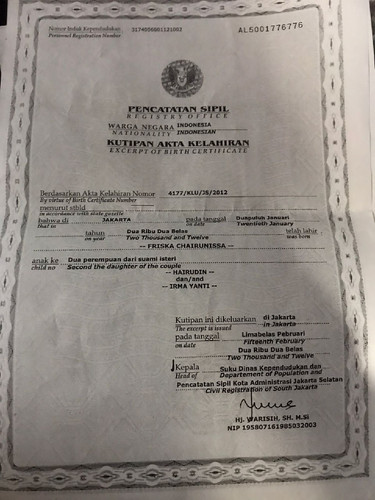 Nomor Induk Kependudukan
Personnel Registration Number
AL5001776776
PENCATATAN SIPIL
REGISTRY OFFICE
WARGA NEGARA INDONESIA
NATIONALITY INDONESIAN
KUTIPAN AKTA KELAHIRAN
EXCERPT OF BIRTH CERTIFICATE
Berdasarkan Akta Kelahiran Nomor 4177/KLU/JS/2012
By virtue of Birth Certificate Number
menurut stbld
in accordance with state gazette
bahwa di JAKARTA pada tanggal Duapuluh Januari
that in on date Twentieth January
tahun Dua Ribu Dua Belas telah lahir
on year Two Thousand and Twelve was born
-- FRISKA CHAIRUNISSA --
anak ke Dua perempuan dari suami isteri
child no Second the daughter of the couple
-- HAIRUDIN --
dan/and
-- IRMA YANTI --
Kutipan ini dikeluarkan di Jakarta
The excerpt is issued in Jakarta
pada tanggal Limabelas Pebruari
on date Fifteenth February
Dua Ribu Dua Belas
Two Thousand and Twelve
Kepala Suku Dinas Kependudukan dan
Head of Departement of Population and
Pencatatan Sipil Kota Administrasi Jakarta Selatan
Civil Registration of South Jakarta
Hj. WARISIH, SH. M.Si
NIP 195807161985032003